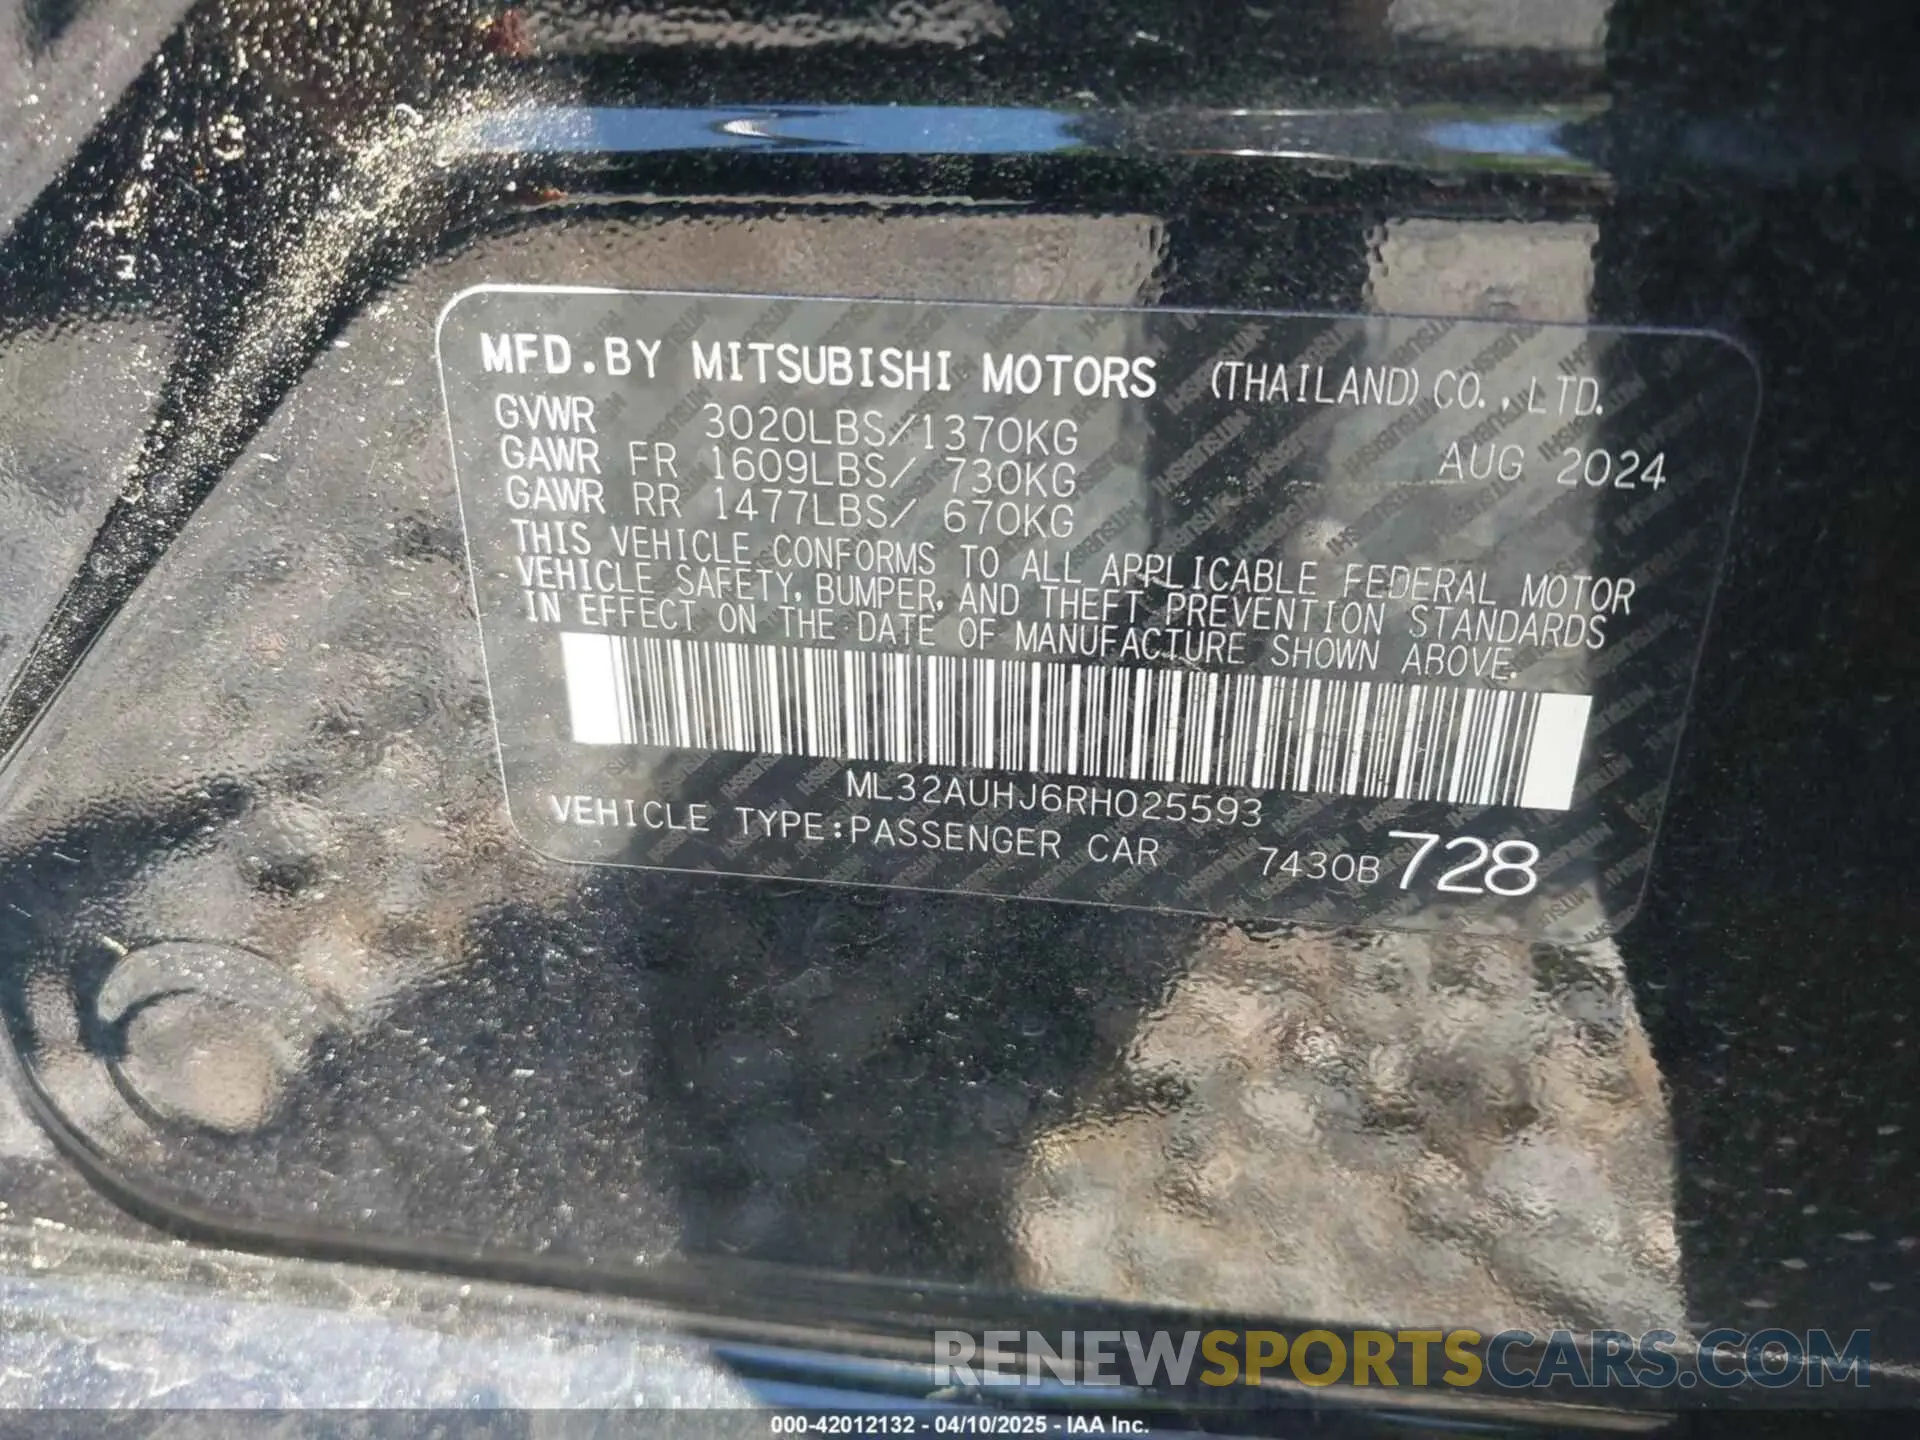 MFD.BY MITSUBISHI MOTORS (THAILAND) CO., LTD.
GVWR 3020LBS/1370KG
GAWR FR 1609LBS/ 730KG AUG 2024
GAWR RR 1477LBS/ 670KG
THIS VEHICLE CONFORMS TO ALL APPLICABLE FEDERAL MOTOR
VEHICLE SAFETY, BUMPER, AND THEFT PREVENTION STANDARDS
IN EFFECT ON THE DATE OF MANUFACTURE SHOWN ABOVE.
ML32AUHJ6RH025593
VEHICLE TYPE:PASSENGER CAR 7430B 728
RENEWSPORTSCARS.COM
000-42012132 - 04/10/2025 - IAA Inc.